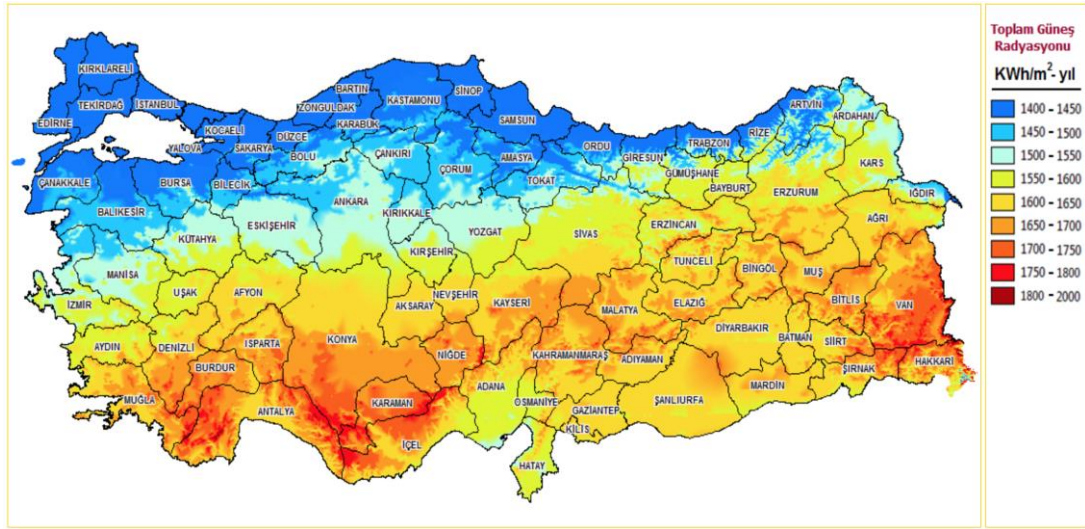 KIRKLARELİ
TEKİRDAĞ
İSTANBUL
EDİRNE
KOCAELİ
YALOVA
SAKARYA
DÜZCE
BOLU
ZONGULDAK
BARTIN
KARABÜK
KASTAMONU
SİNOP
SAMSUN
ÇANKIRI
ÇORUM
AMASYA
TOKAT
ORDU
GİRESUN
TRABZON
RİZE
ARTVİN
ARDAHAN
KARS
GÜMÜŞHANE
BAYBURT
ERZURUM
IĞDIR
AĞRI
ÇANAKKALE
BURSA
BİLECİK
BALIKESİR
ESKİŞEHİR
ANKARA
KIRIKKALE
YOZGAT
SİVAS
ERZİNCAN
KÜTAHYA
KIRŞEHİR
TUNCELİ
BİNGÖL
MUŞ
MANİSA
UŞAK
AFYON
AKSARAY
NEVŞEHİR
KAYSERİ
MALATYA
ELAZIĞ
BİTLİS
VAN
İZMİR
AYDIN
DENİZLİ
ISPARTA
KONYA
NİĞDE
KAHRAMANMARAŞ
ADIYAMAN
DİYARBAKIR
BATMAN
SİİRT
ŞIRNAK
HAKKARİ
BURDUR
MUĞLA
ANTALYA
KARAMAN
İÇEL
ADANA
OSMANİYE
GAZİANTEP
KİLİS
ŞANLIURFA
MARDİN
HATAY
Toplam Güneş
Radyasyonu
KWh/m²- yıl
1400 - 1450
1450 - 1500
1500 - 1550
1550 - 1600
1600 - 1650
1650 - 1700
1700 - 1750
1750 - 1800
1800 - 2000